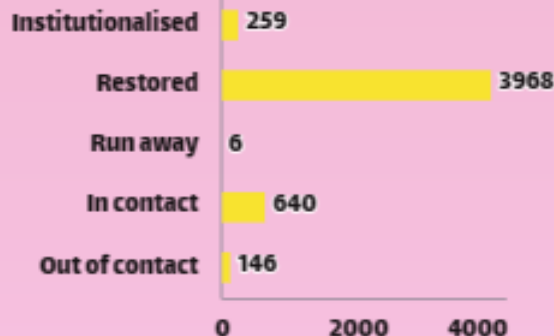 Institutionalised 259
Restored 3968
Run away 6
In contact 640
Out of contact 146
0 2000 4000